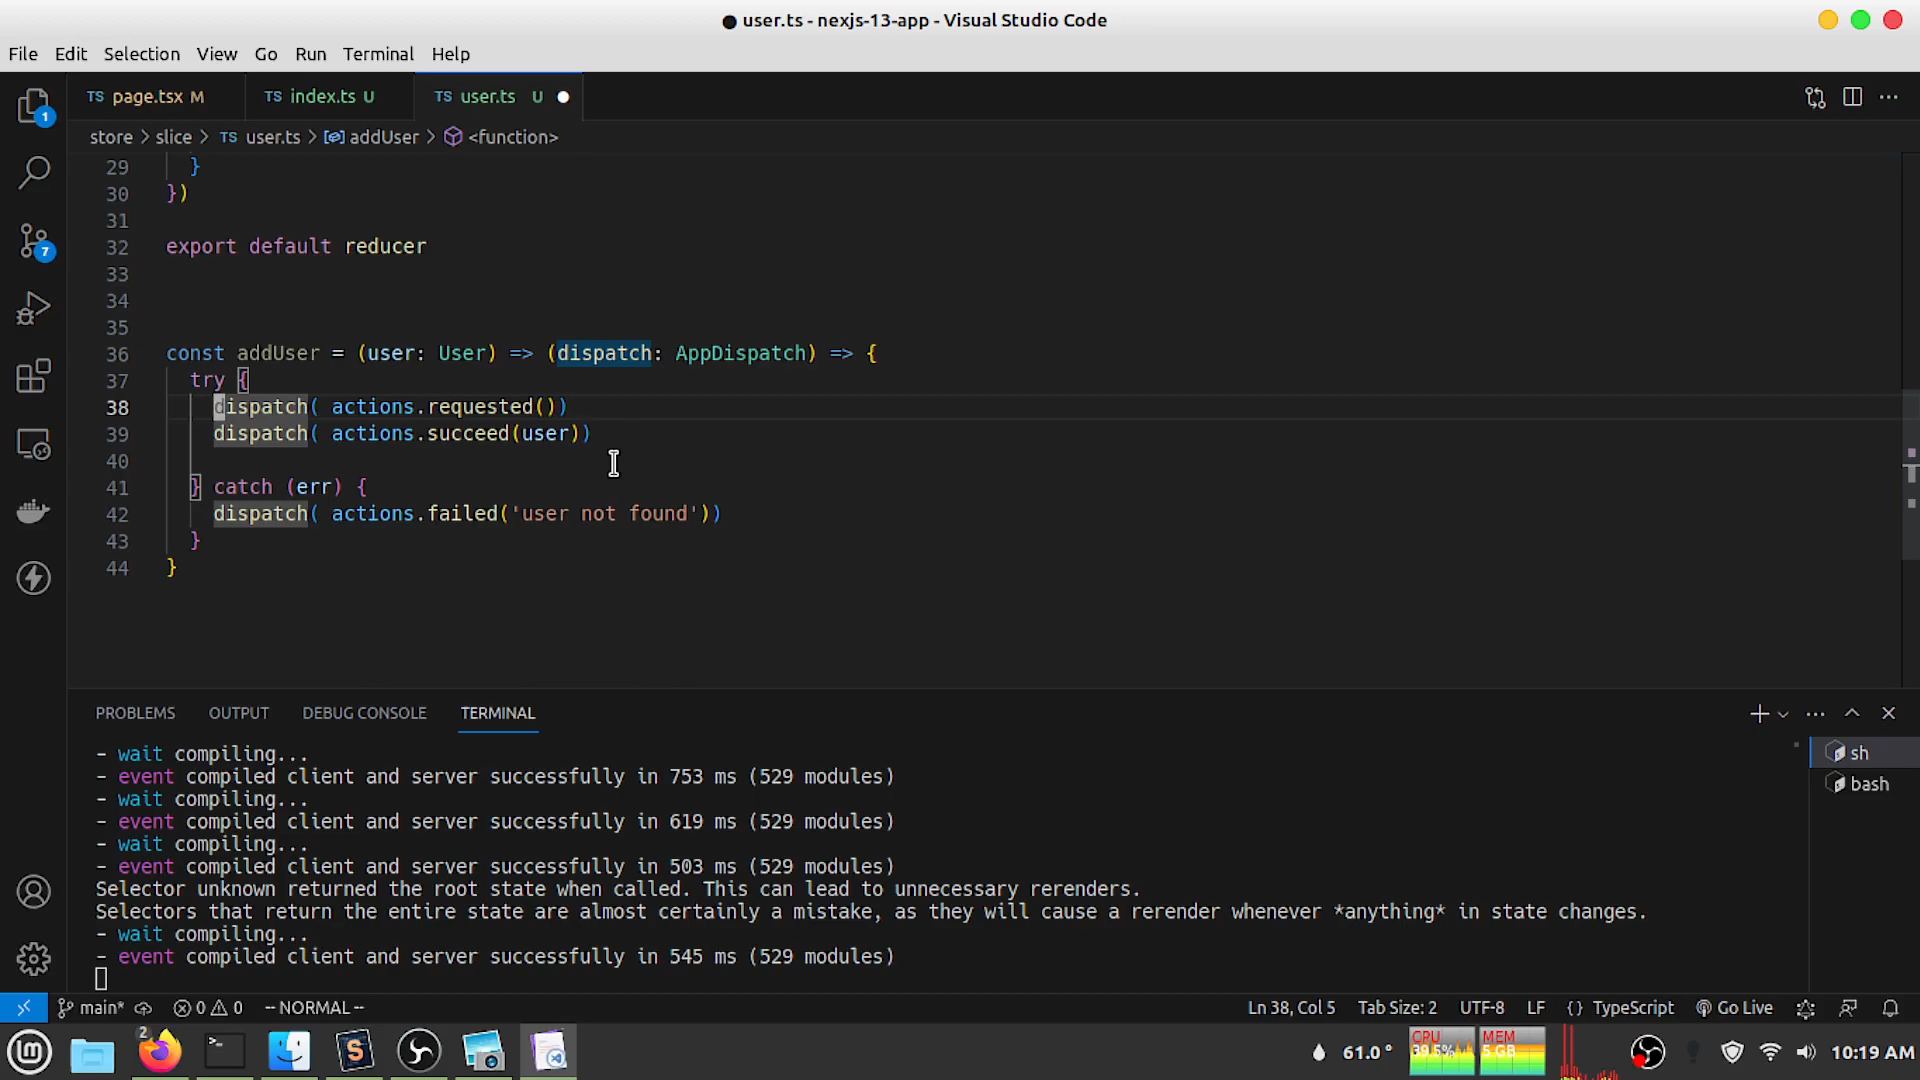 ● user.ts - nexjs-13-app - Visual Studio Code
File Edit Selection View Go Run Terminal Help
TS page.tsx M TS index.ts U TS user.ts U ●
store > slice > TS user.ts > addUser > <function>
29 }
30 })
31
32 export default reducer
33
34
35
36 const addUser = (user: User) => (dispatch: AppDispatch) => {
37 try {
38 dispatch( actions.requested())
39 dispatch( actions.succeed(user))
40
41 } catch (err) {
42 dispatch( actions.failed('user not found'))
43 }
44 }
1
7
PROBLEMS OUTPUT DEBUG CONSOLE TERMINAL
- wait compiling...
- event compiled client and server successfully in 753 ms (529 modules)
- wait compiling...
- event compiled client and server successfully in 619 ms (529 modules)
- wait compiling...
- event compiled client and server successfully in 503 ms (529 modules)
Selector unknown returned the root state when called. This can lead to unnecessary rerenders.
Selectors that return the entire state are almost certainly a mistake, as they will cause a rerender whenever *anything* in state changes.
- wait compiling...
- event compiled client and server successfully in 545 ms (529 modules)
sh
bash
main* 0 0 -- NORMAL -- Ln 38, Col 5 Tab Size: 2 UTF-8 LF {} TypeScript Go Live
2 61.0 ° CPU 39.5% MEM 5 GB 10:19 AM